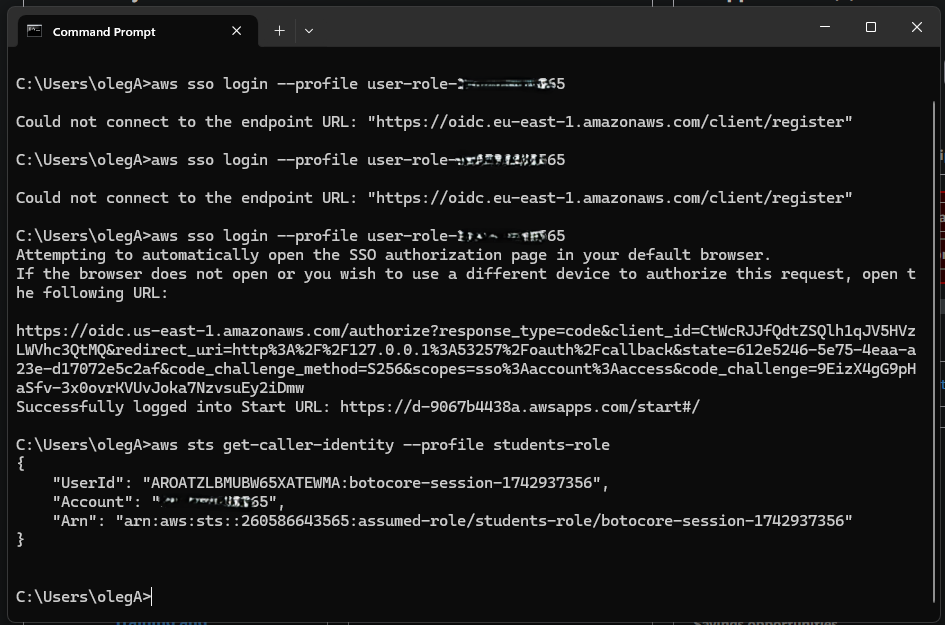 Command Prompt
C:\Users\olegA>aws sso login --profile user-role-65
Could not connect to the endpoint URL: "https://oidc.eu-east-1.amazonaws.com/client/register"
C:\Users\olegA>aws sso login --profile user-role-65
Could not connect to the endpoint URL: "https://oidc.eu-east-1.amazonaws.com/client/register"
C:\Users\olegA>aws sso login --profile user-role-65
Attempting to automatically open the SSO authorization page in your default browser.
If the browser does not open or you wish to use a different device to authorize this request, open t
he following URL:
https://oidc.us-east-1.amazonaws.com/authorize?response_type=code&client_id=CtWcRJJfQdtZSQlh1qJV5HVz
LWVhc3QtMQ&redirect_uri=http%3A%2F%2F127.0.0.1%3A53257%2Foauth%2Fcallback&state=612e5246-5e75-4eaa-a
23e-d17072e5c2af&code_challenge_method=S256&scopes=sso%3Aaccount%3Aaccess&code_challenge=9EizX4gG9pH
aSfv-3x0ovrKVUvJoka7NzvsuEy2iDmw
Successfully logged into Start URL: https://d-9067b4438a.awsapps.com/start#/
C:\Users\olegA>aws sts get-caller-identity --profile students-role
{
"UserId": "AROATZLBMUBW65XATEWMA:botocore-session-1742937356",
"Account": "65",
"Arn": "arn:aws:sts::260586643565:assumed-role/students-role/botocore-session-1742937356"
}
C:\Users\olegA>